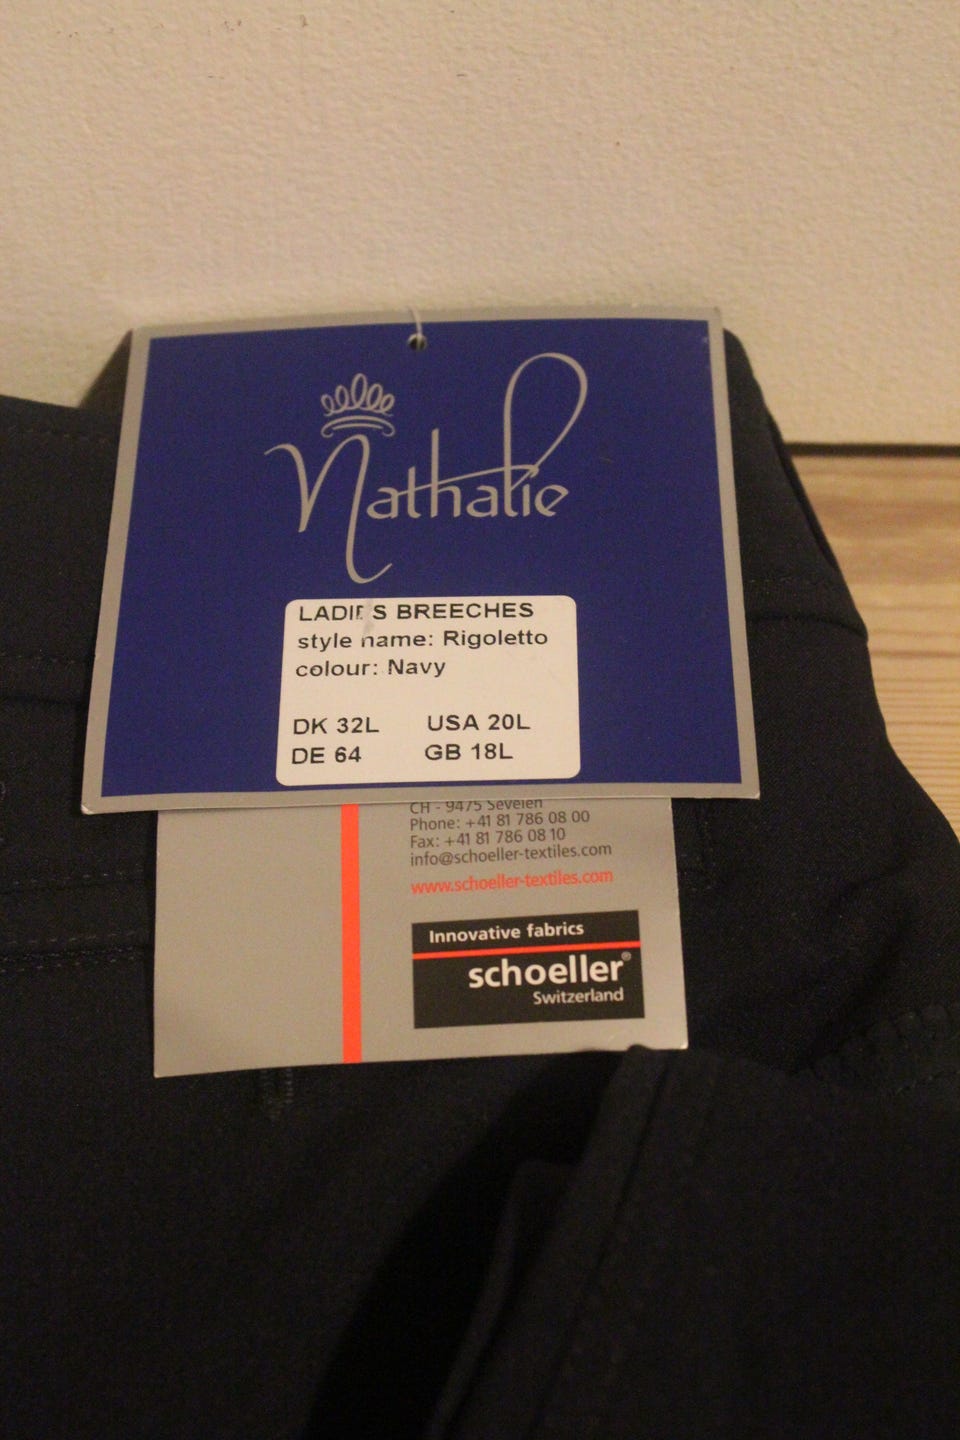 Nathalie
LADIES BREECHES
style name: Rigoletto
colour: Navy
DK 32L USA 20L
DE 64 GB 18L
CH - 9475 Sevelen
Phone: +41 81 786 08 00
Fax: +41 81 786 08 10
info@schoeller-textiles.com
www.schoeller-textiles.com
Innovative fabrics
schoeller®
Switzerland